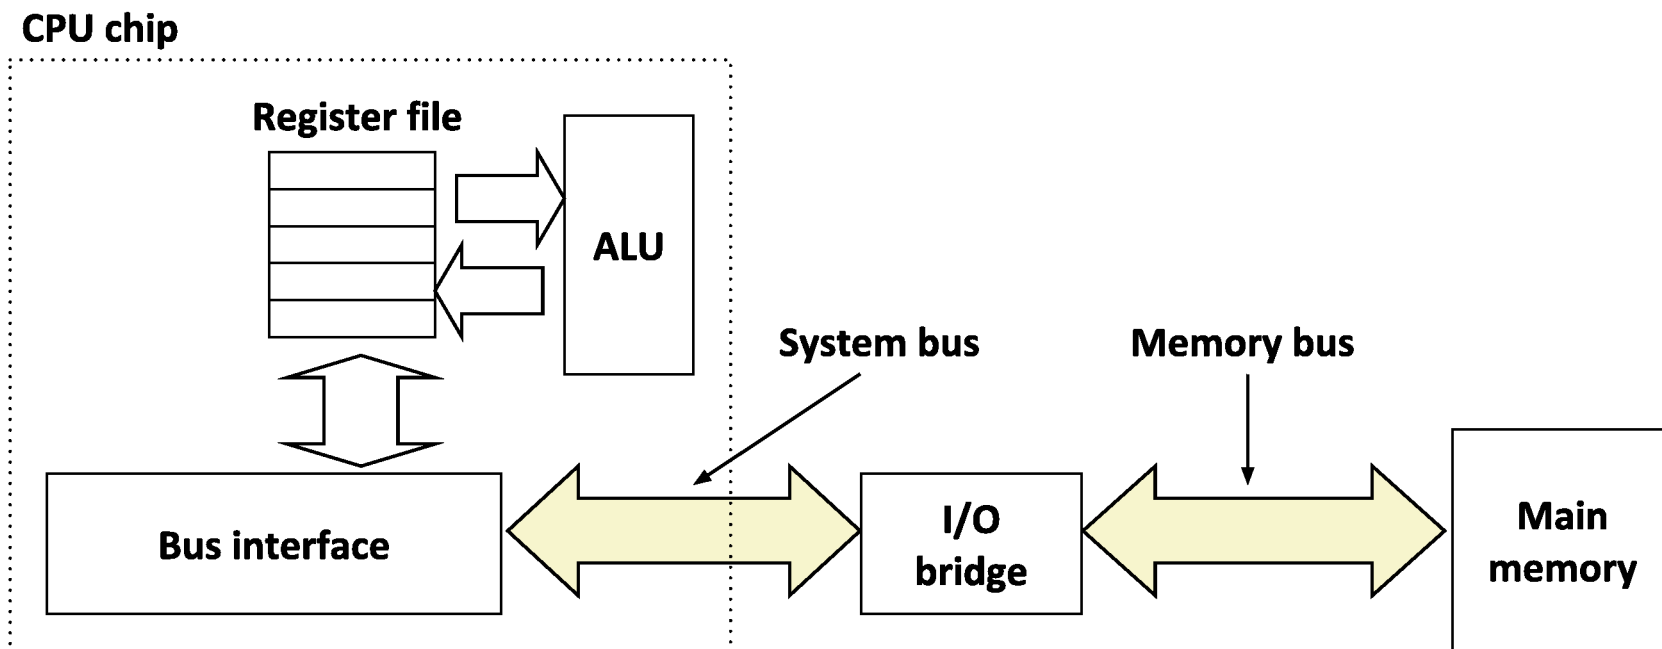 CPU chip
Register file
ALU
System bus
Memory bus
Bus interface
I/O
bridge
Main
memory